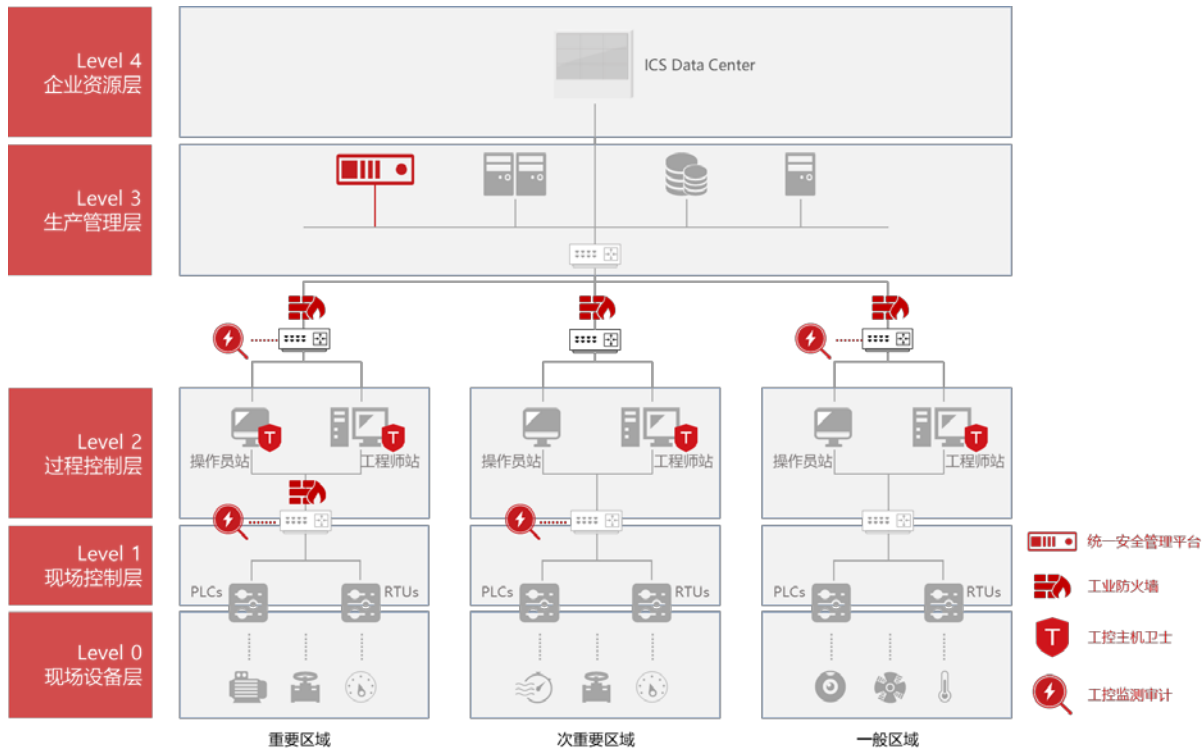 Level 4
企业资源层
ICS Data Center
Level 3
生产管理层
Level 2
过程控制层
操作员站
工程师站
操作员站
工程师站
操作员站
工程师站
Level 1
现场控制层
PLCs
RTUs
PLCs
RTUs
PLCs
RTUs
Level 0
现场设备层
重要区域
次重要区域
一般区域
统一安全管理平台
工业防火墙
T
工控主机卫士
工控监测审计